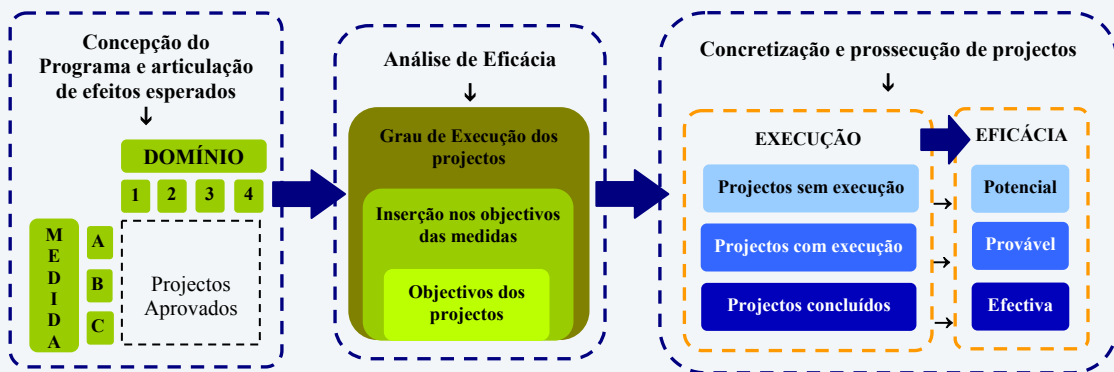 Concepção do
Programa e articulação
de efeitos esperados
↓
DOMÍNIO
1 2 3 4
MEDIDA
A
B
C
Projectos
Aprovados
Análise de Eficácia
↓
Grau de Execução dos
projectos
Inserção nos objectivos
das medidas
Objectivos dos
projectos
Concretização e prossecução de projectos
↓
EXECUÇÃO
EFICÁCIA
Projectos sem execução → Potencial
Projectos com execução → Provável
Projectos concluídos → Efectiva